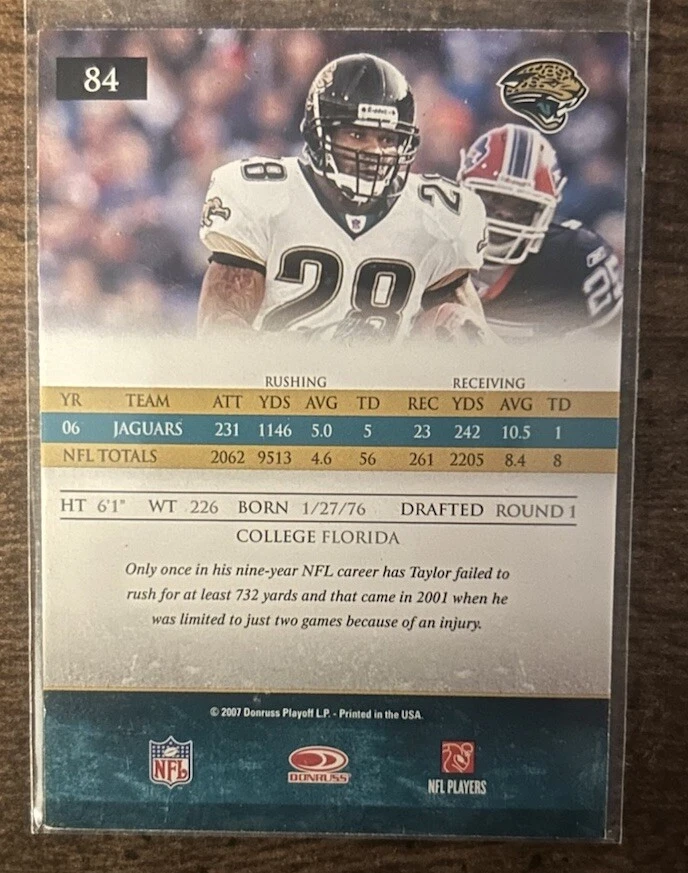 84
28
28
28
RUSHING RECEIVING
YR TEAM ATT YDS AVG TD REC YDS AVG TD
06 JAGUARS 231 1146 5.0 5 23 242 10.5 1
NFL TOTALS 2062 9513 4.6 56 261 2205 8.4 8
HT 6'1" WT 226 BORN 1/27/76 DRAFTED ROUND 1
COLLEGE FLORIDA
Only once in his nine-year NFL career has Taylor failed to
rush for at least 732 yards and that came in 2001 when he
was limited to just two games because of an injury.
© 2007 Donruss Playoff L.P. - Printed in the USA.
NFL DONRUSS NFL PLAYERS